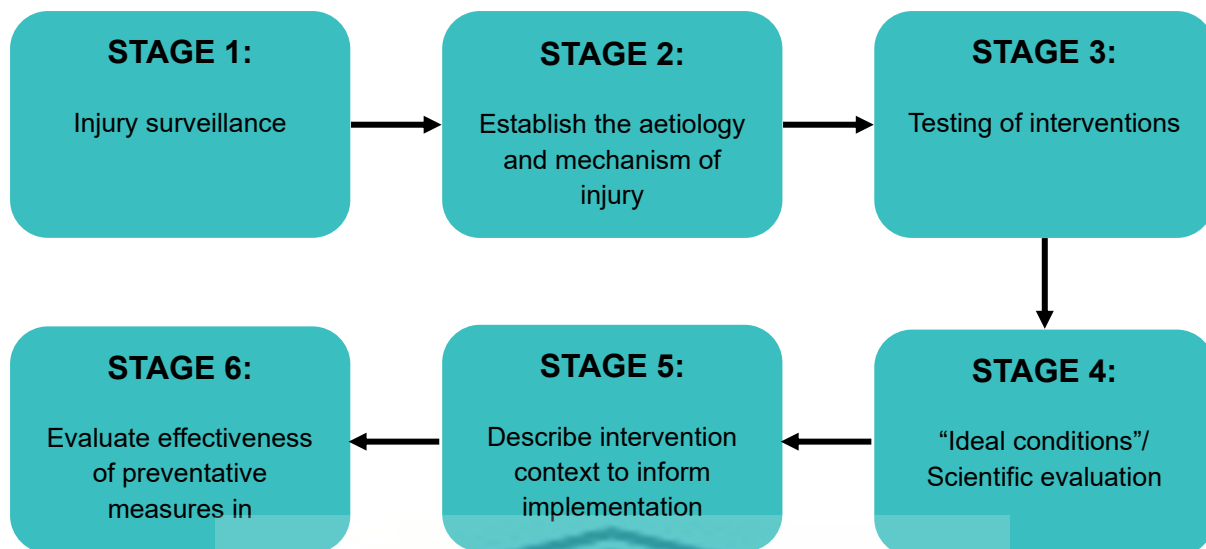 STAGE 1:
Injury surveillance
STAGE 2:
Establish the aetiology
and mechanism of
injury
STAGE 3:
Testing of interventions
STAGE 4:
“Ideal conditions”/
Scientific evaluation
STAGE 5:
Describe intervention
context to inform
implementation
STAGE 6:
Evaluate effectiveness
of preventative
measures in